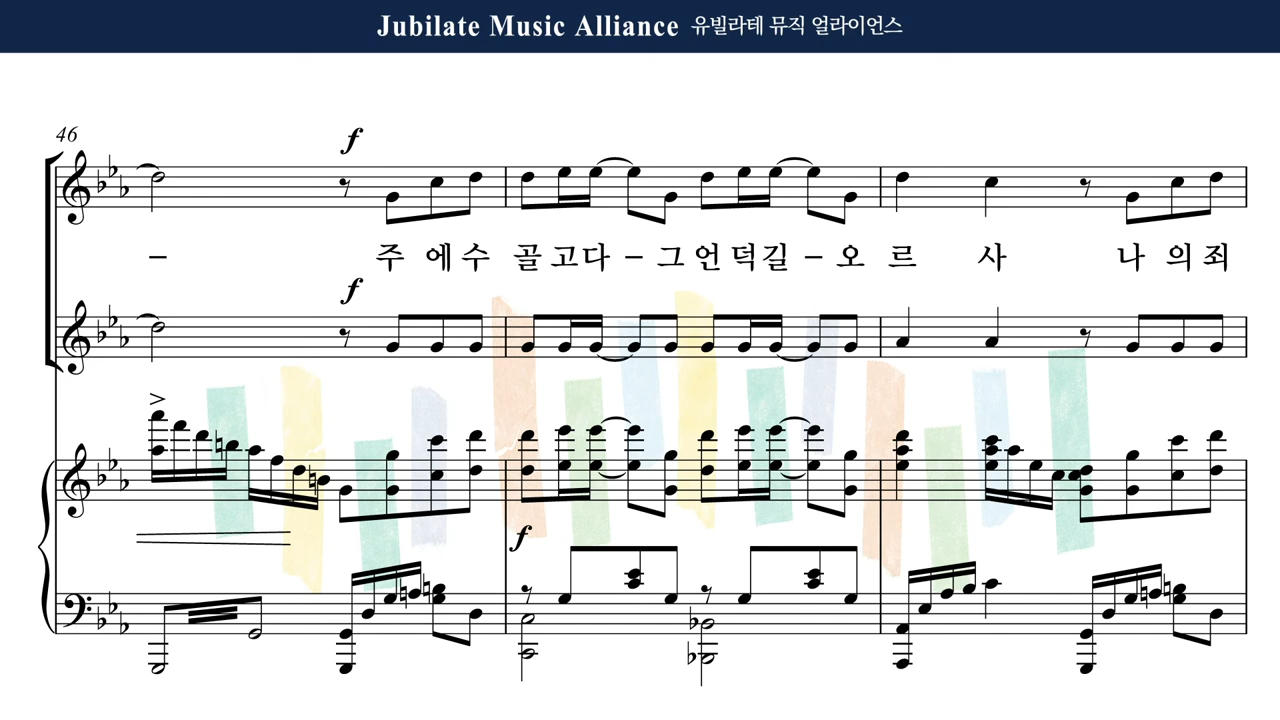 Jubilate Music Alliance 유빌라테 뮤직 얼라이언스
46
f
– 주 에 수 골 고 다 – 그 언 덕 길 – 오 르 사 나 의 죄
f
f